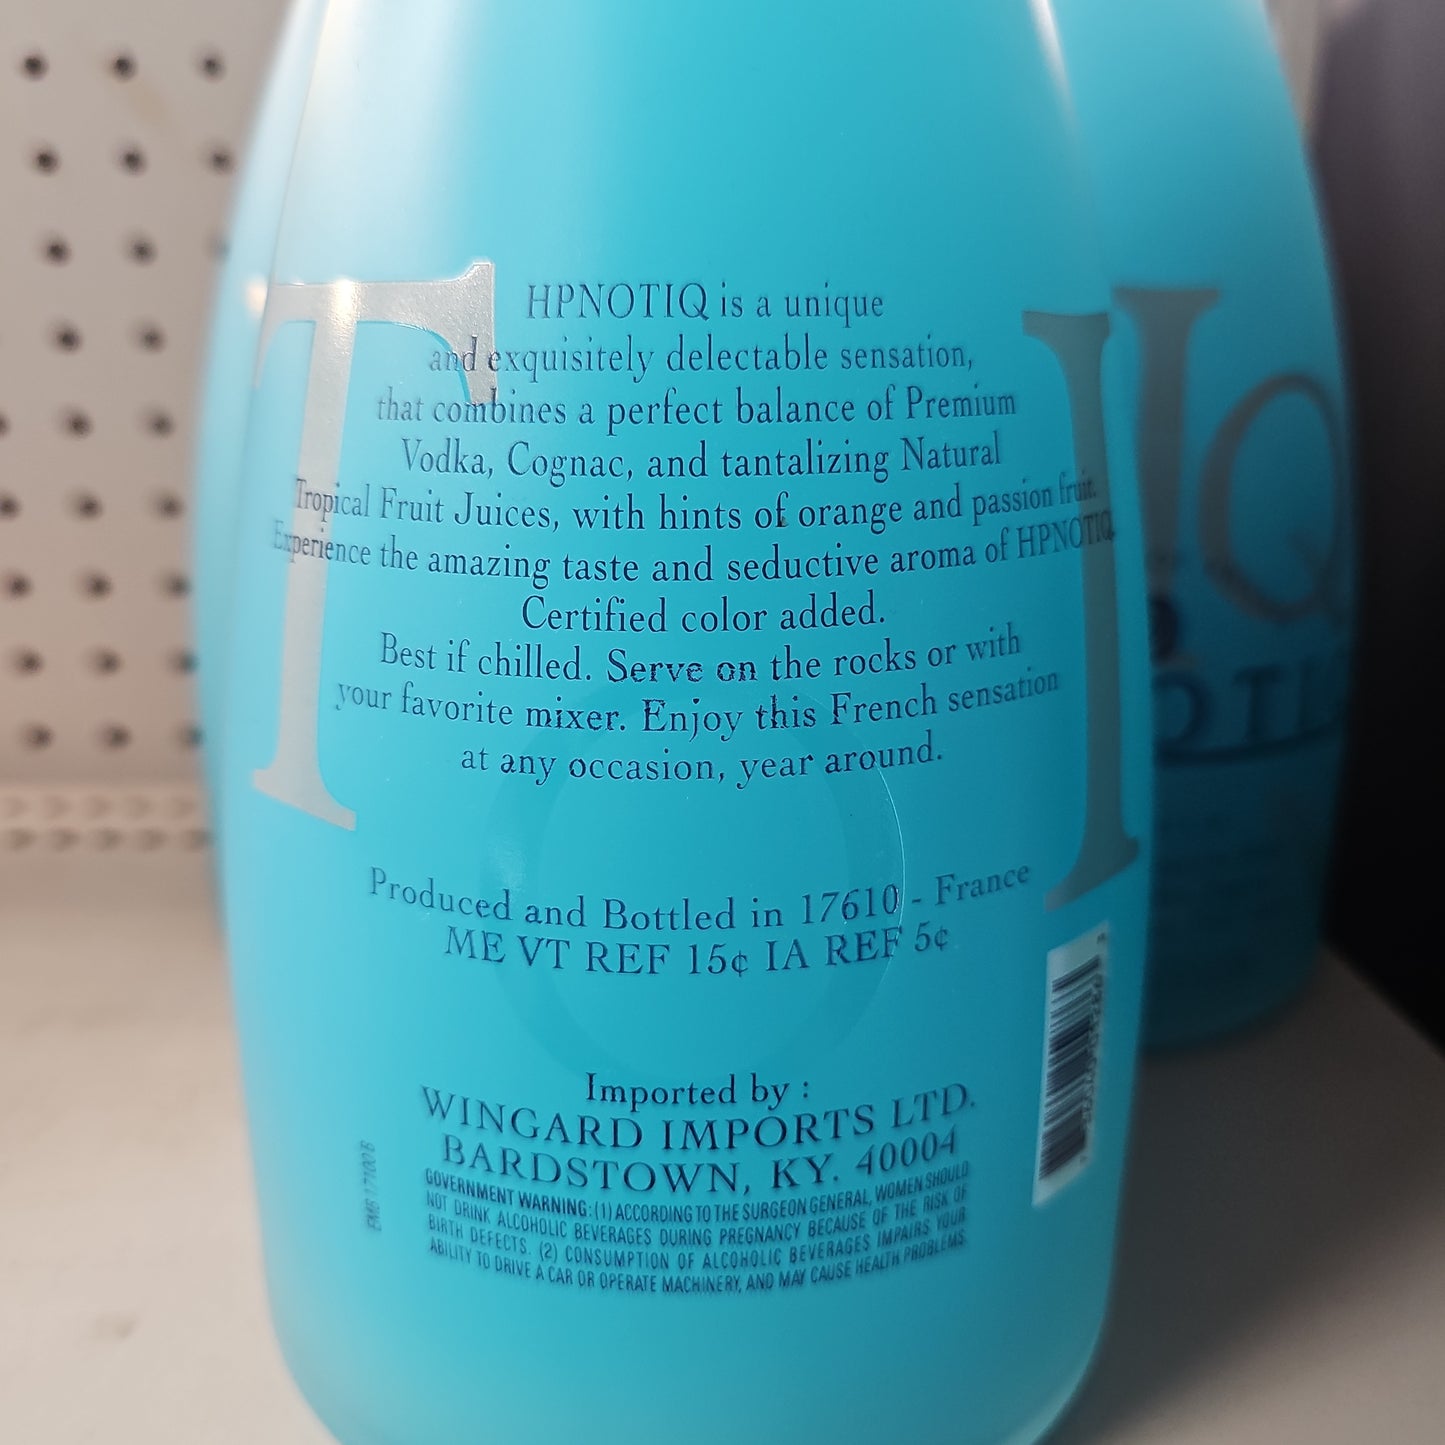 HPNOTIQ is a unique
and exquisitely delectable sensation,
that combines a perfect balance of Premium
Vodka, Cognac, and tantalizing Natural
Tropical Fruit Juices, with hints of orange and passion fruit.
Experience the amazing taste and seductive aroma of HPNOTIQ.
Certified color added.
Best if chilled. Serve on the rocks or with
your favorite mixer. Enjoy this French sensation
at any occasion, year around.
Produced and Bottled in 17610 - France
ME VT REF 15¢ IA REF 5¢
Imported by :
WINGARD IMPORTS LTD.
BARDSTOWN, KY. 40004
GOVERNMENT WARNING: (1) ACCORDING TO THE SURGEON GENERAL, WOMEN SHOULD
NOT DRINK ALCOHOLIC BEVERAGES DURING PREGNANCY BECAUSE OF THE RISK OF
BIRTH DEFECTS. (2) CONSUMPTION OF ALCOHOLIC BEVERAGES IMPAIRS YOUR
ABILITY TO DRIVE A CAR OR OPERATE MACHINERY, AND MAY CAUSE HEALTH PROBLEMS.
T
I
IQ